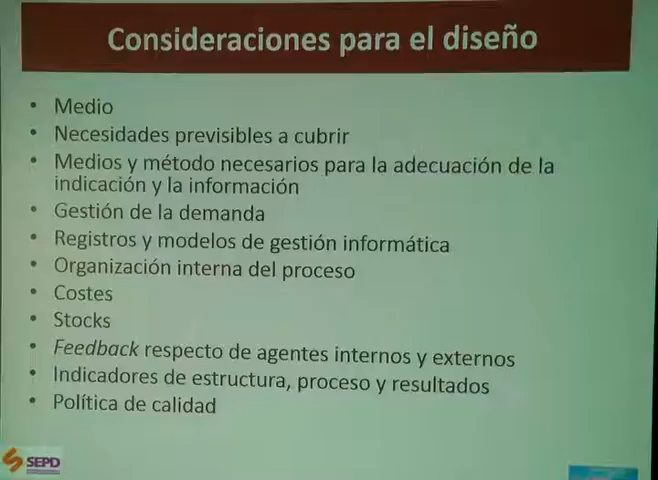 Consideraciones para el diseño
• Medio
• Necesidades previsibles a cubrir
• Medios y método necesarios para la adecuación de la
indicación y la información
• Gestión de la demanda
• Registros y modelos de gestión informática
• Organización interna del proceso
• Costes
• Stocks
• Feedback respecto de agentes internos y externos
• Indicadores de estructura, proceso y resultados
• Política de calidad
SEPD